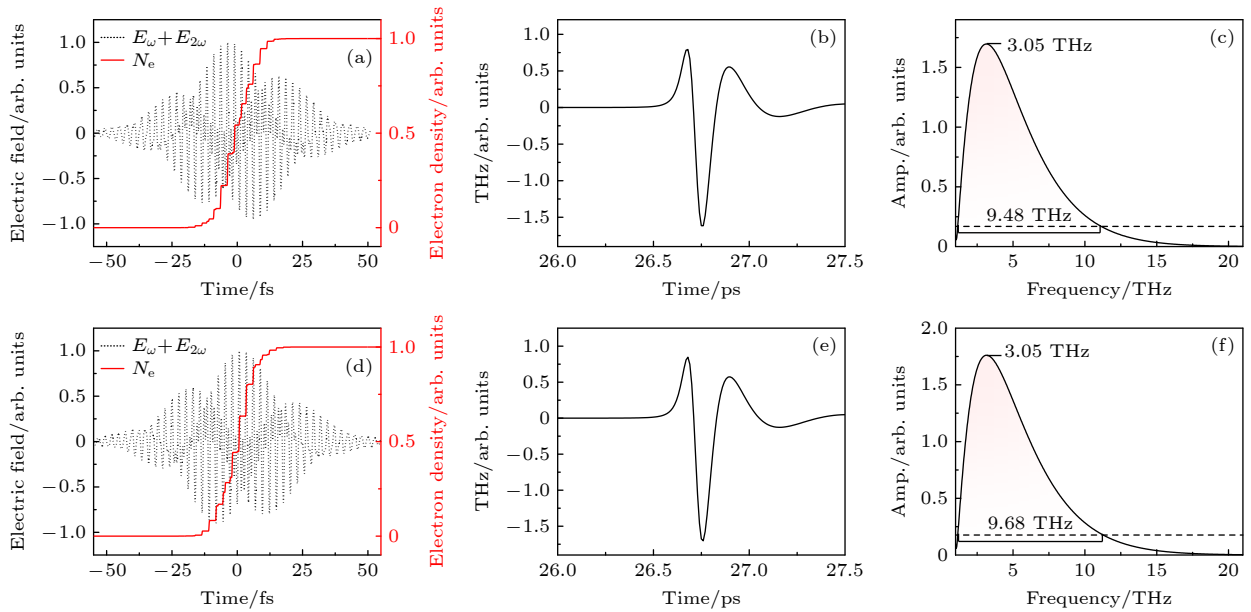 Electric field/arb. units
1.0
0.5
0
−0.5
−1.0
E_ω+E_2ω
N_e
(a)
1.0
0.5
0
Electron density/arb. units
−50
−25
0
25
50
Time/fs
THz/arb. units
1.5
1.0
0.5
0
−0.5
−1.0
−1.5
(b)
26.0
26.5
27.0
27.5
Time/ps
Amp./arb. units
1.5
1.0
0.5
0
3.05 THz
(c)
9.48 THz
5
10
15
20
Frequency/THz
Electric field/arb. units
1.0
0.5
0
−0.5
−1.0
E_ω+E_2ω
N_e
(d)
1.0
0.5
0
Electron density/arb. units
−50
−25
0
25
50
Time/fs
THz/arb. units
1.0
0.5
0
−0.5
−1.0
−1.5
(e)
26.0
26.5
27.0
27.5
Time/ps
Amp./arb. units
2.0
1.5
1.0
0.5
0
3.05 THz
(f)
9.68 THz
5
10
15
20
Frequency/THz